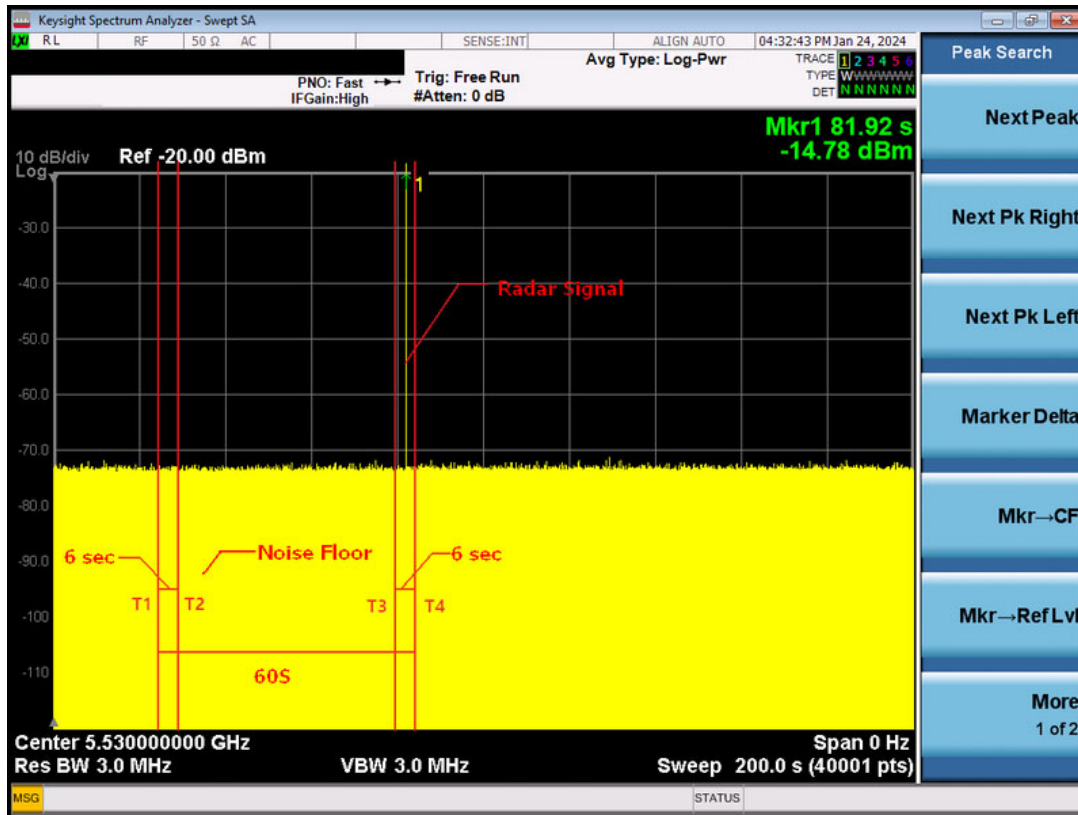 Keysight Spectrum Analyzer - Swept SA
LXI RL RF 50 Ω AC SENSE:INT ALIGN AUTO 04:32:43 PM Jan 24, 2024
Avg Type: Log-Pwr TRACE 1 2 3 4 5 6
PNO: Fast Trig: Free Run TYPE WWWWWW
IFGain:High #Atten: 0 dB DET N N N N N N
Mkr1 81.92 s
-14.78 dBm
10 dB/div Ref -20.00 dBm
Log
1
-30.0
-40.0
Radar Signal
-50.0
-60.0
-70.0
-80.0
-90.0
6 sec Noise Floor 6 sec
T1 T2 T3 T4
-100
-110
60S
Center 5.530000000 GHz Span 0 Hz
Res BW 3.0 MHz VBW 3.0 MHz Sweep 200.0 s (40001 pts)
MSG STATUS
Peak Search
Next Peak
Next Pk Right
Next Pk Left
Marker Delta
Mkr→CF
Mkr→Ref Lvl
More
1 of 2